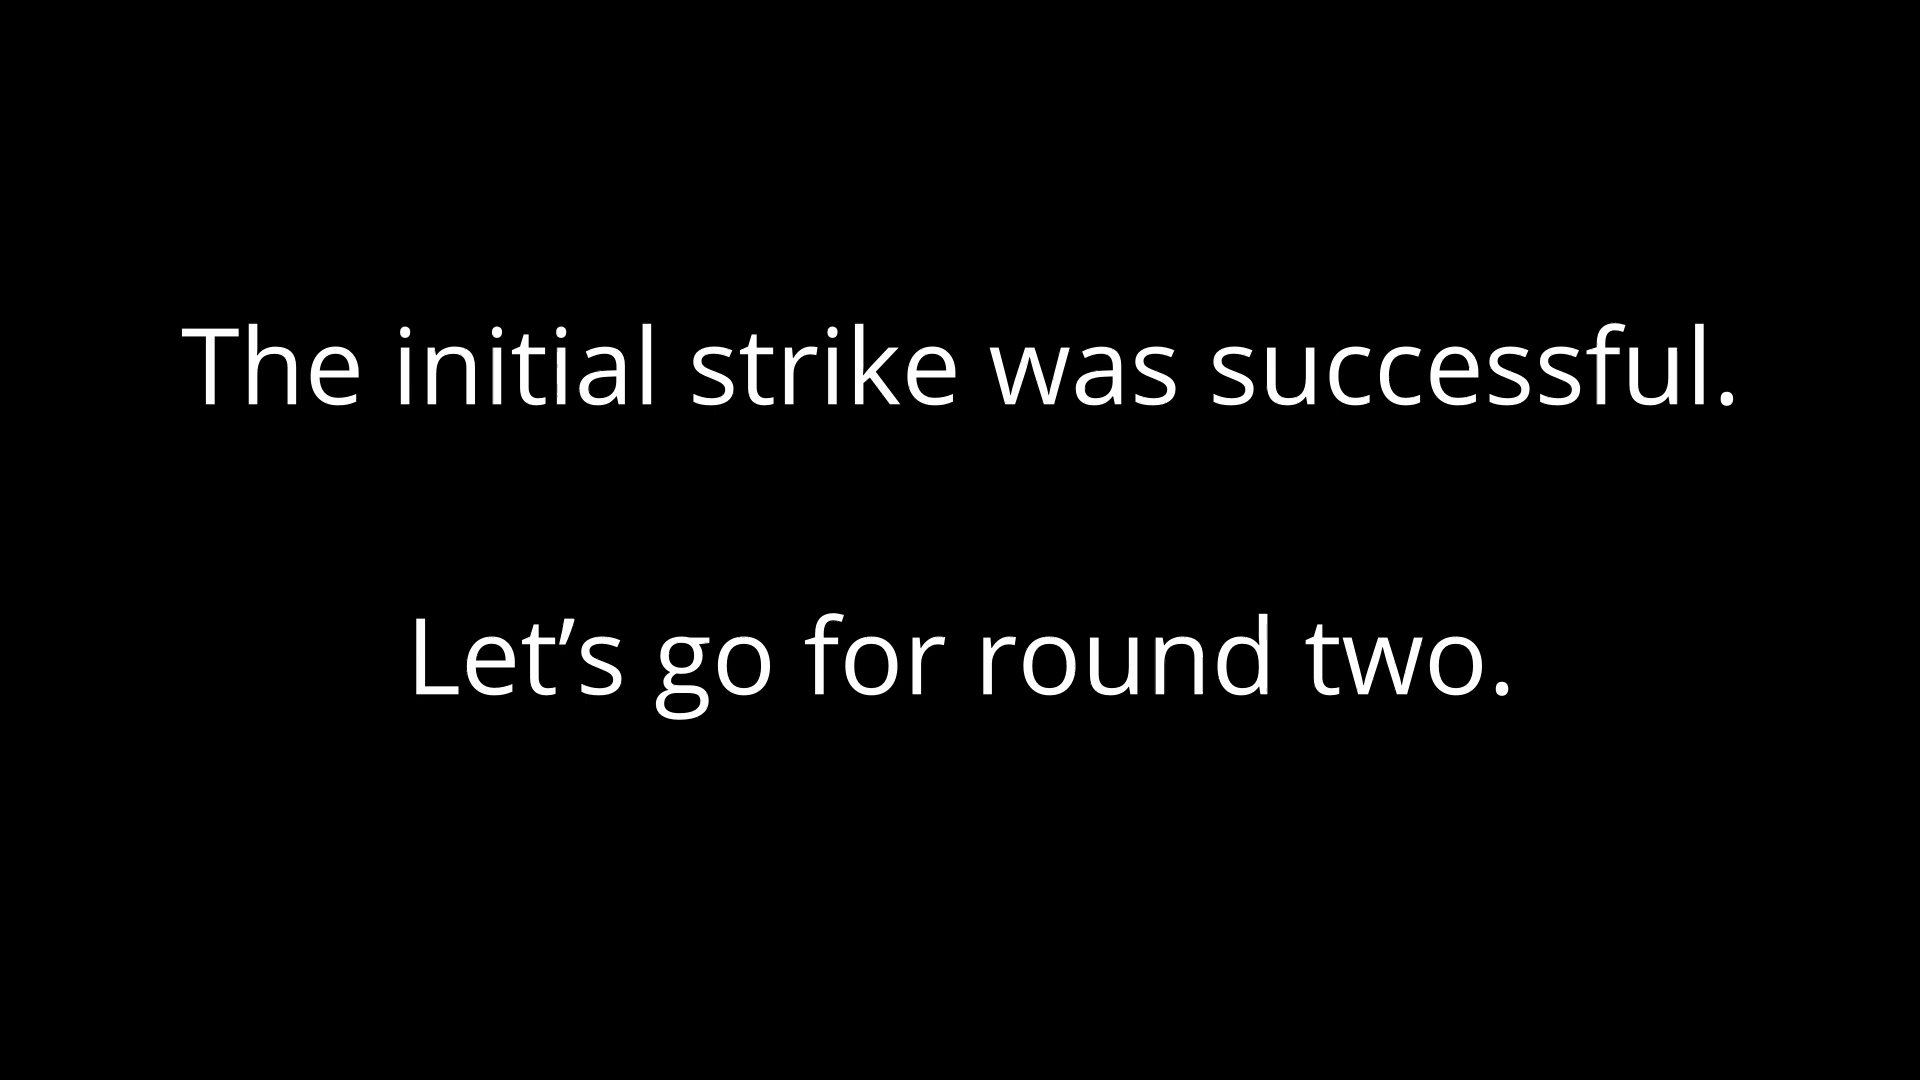 The initial strike was successful.
Let’s go for round two.